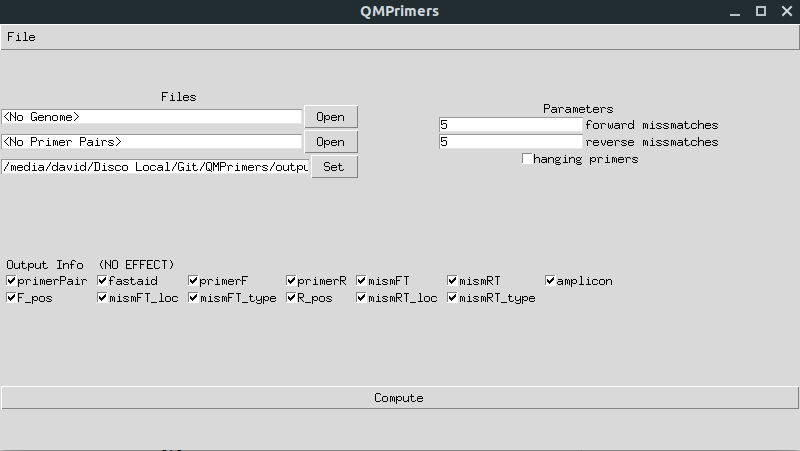 QMPrimers
File
Files
<No Genome> Open
<No Primer Pairs> Open
/media/david/Disco Local/Git/QMPrimers/outpu Set
Parameters
5 forward missmatches
5 reverse missmatches
hanging primers
Output Info (NO EFFECT)
primerPair fastaid primerF primerR mismFT mismRT amplicon
F_pos mismFT_loc mismFT_type R_pos mismRT_loc mismRT_type
Compute